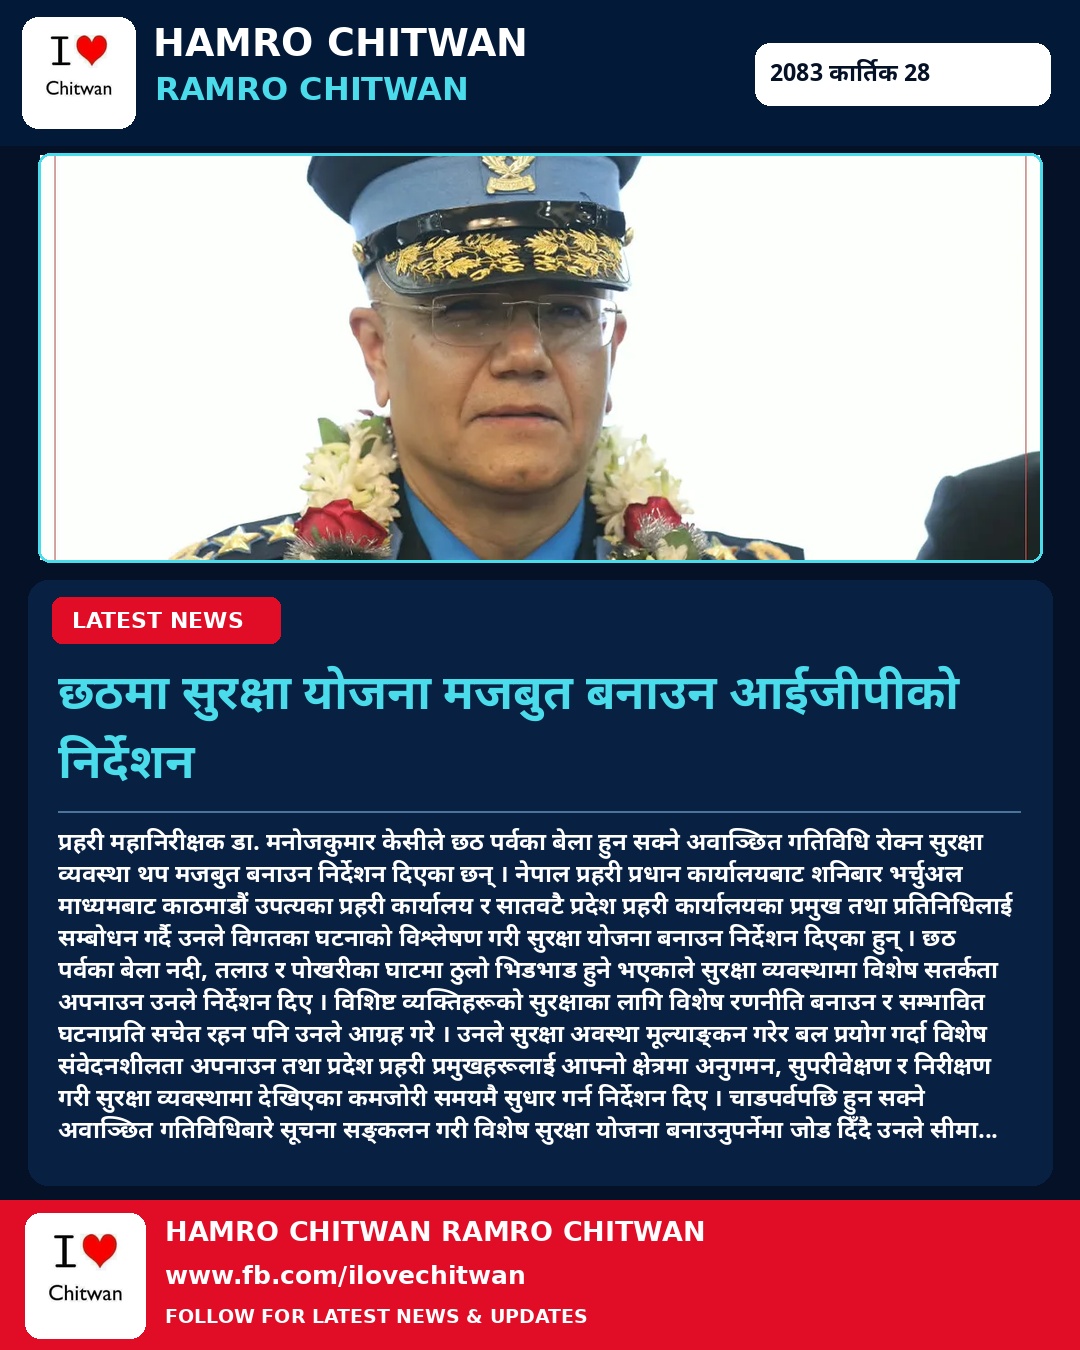 I ❤ Chitwan
HAMRO CHITWAN
RAMRO CHITWAN
2083 कार्तिक 28
LATEST NEWS
छठमा सुरक्षा योजना मजबुत बनाउन आईजीपीको
निर्देशन
प्रहरी महानिरीक्षक डा. मनोजकुमार केसीले छठ पर्वका बेला हुन सक्ने अवाञ्छित गतिविधि रोक्न सुरक्षा
व्यवस्था थप मजबुत बनाउन निर्देशन दिएका छन् । नेपाल प्रहरी प्रधान कार्यालयबाट शनिबार भर्चुअल
माध्यमबाट काठमाडौं उपत्यका प्रहरी कार्यालय र सातवटै प्रदेश प्रहरी कार्यालयका प्रमुख तथा प्रतिनिधिलाई
सम्बोधन गर्दै उनले विगतका घटनाको विश्लेषण गरी सुरक्षा योजना बनाउन निर्देशन दिएका हुन् । छठ
पर्वका बेला नदी, तलाउ र पोखरीका घाटमा ठुलो भिडभाड हुने भएकाले सुरक्षा व्यवस्थामा विशेष सतर्कता
अपनाउन उनले निर्देशन दिए । विशिष्ट व्यक्तिहरूको सुरक्षाका लागि विशेष रणनीति बनाउन र सम्भावित
घटनाप्रति सचेत रहन पनि उनले आग्रह गरे । उनले सुरक्षा अवस्था मूल्याङ्कन गरेर बल प्रयोग गर्दा विशेष
संवेदनशीलता अपनाउन तथा प्रदेश प्रहरी प्रमुखहरूलाई आफ्नो क्षेत्रमा अनुगमन, सुपरीवेक्षण र निरीक्षण
गरी सुरक्षा व्यवस्थामा देखिएका कमजोरी समयमै सुधार गर्न निर्देशन दिए । चाडपर्वपछि हुन सक्ने
अवाञ्छित गतिविधिबारे सूचना सङ्कलन गरी विशेष सुरक्षा योजना बनाउनुपर्नेमा जोड दिँदै उनले सीमा...
I ❤ Chitwan
HAMRO CHITWAN RAMRO CHITWAN
www.fb.com/ilovechitwan
FOLLOW FOR LATEST NEWS & UPDATES